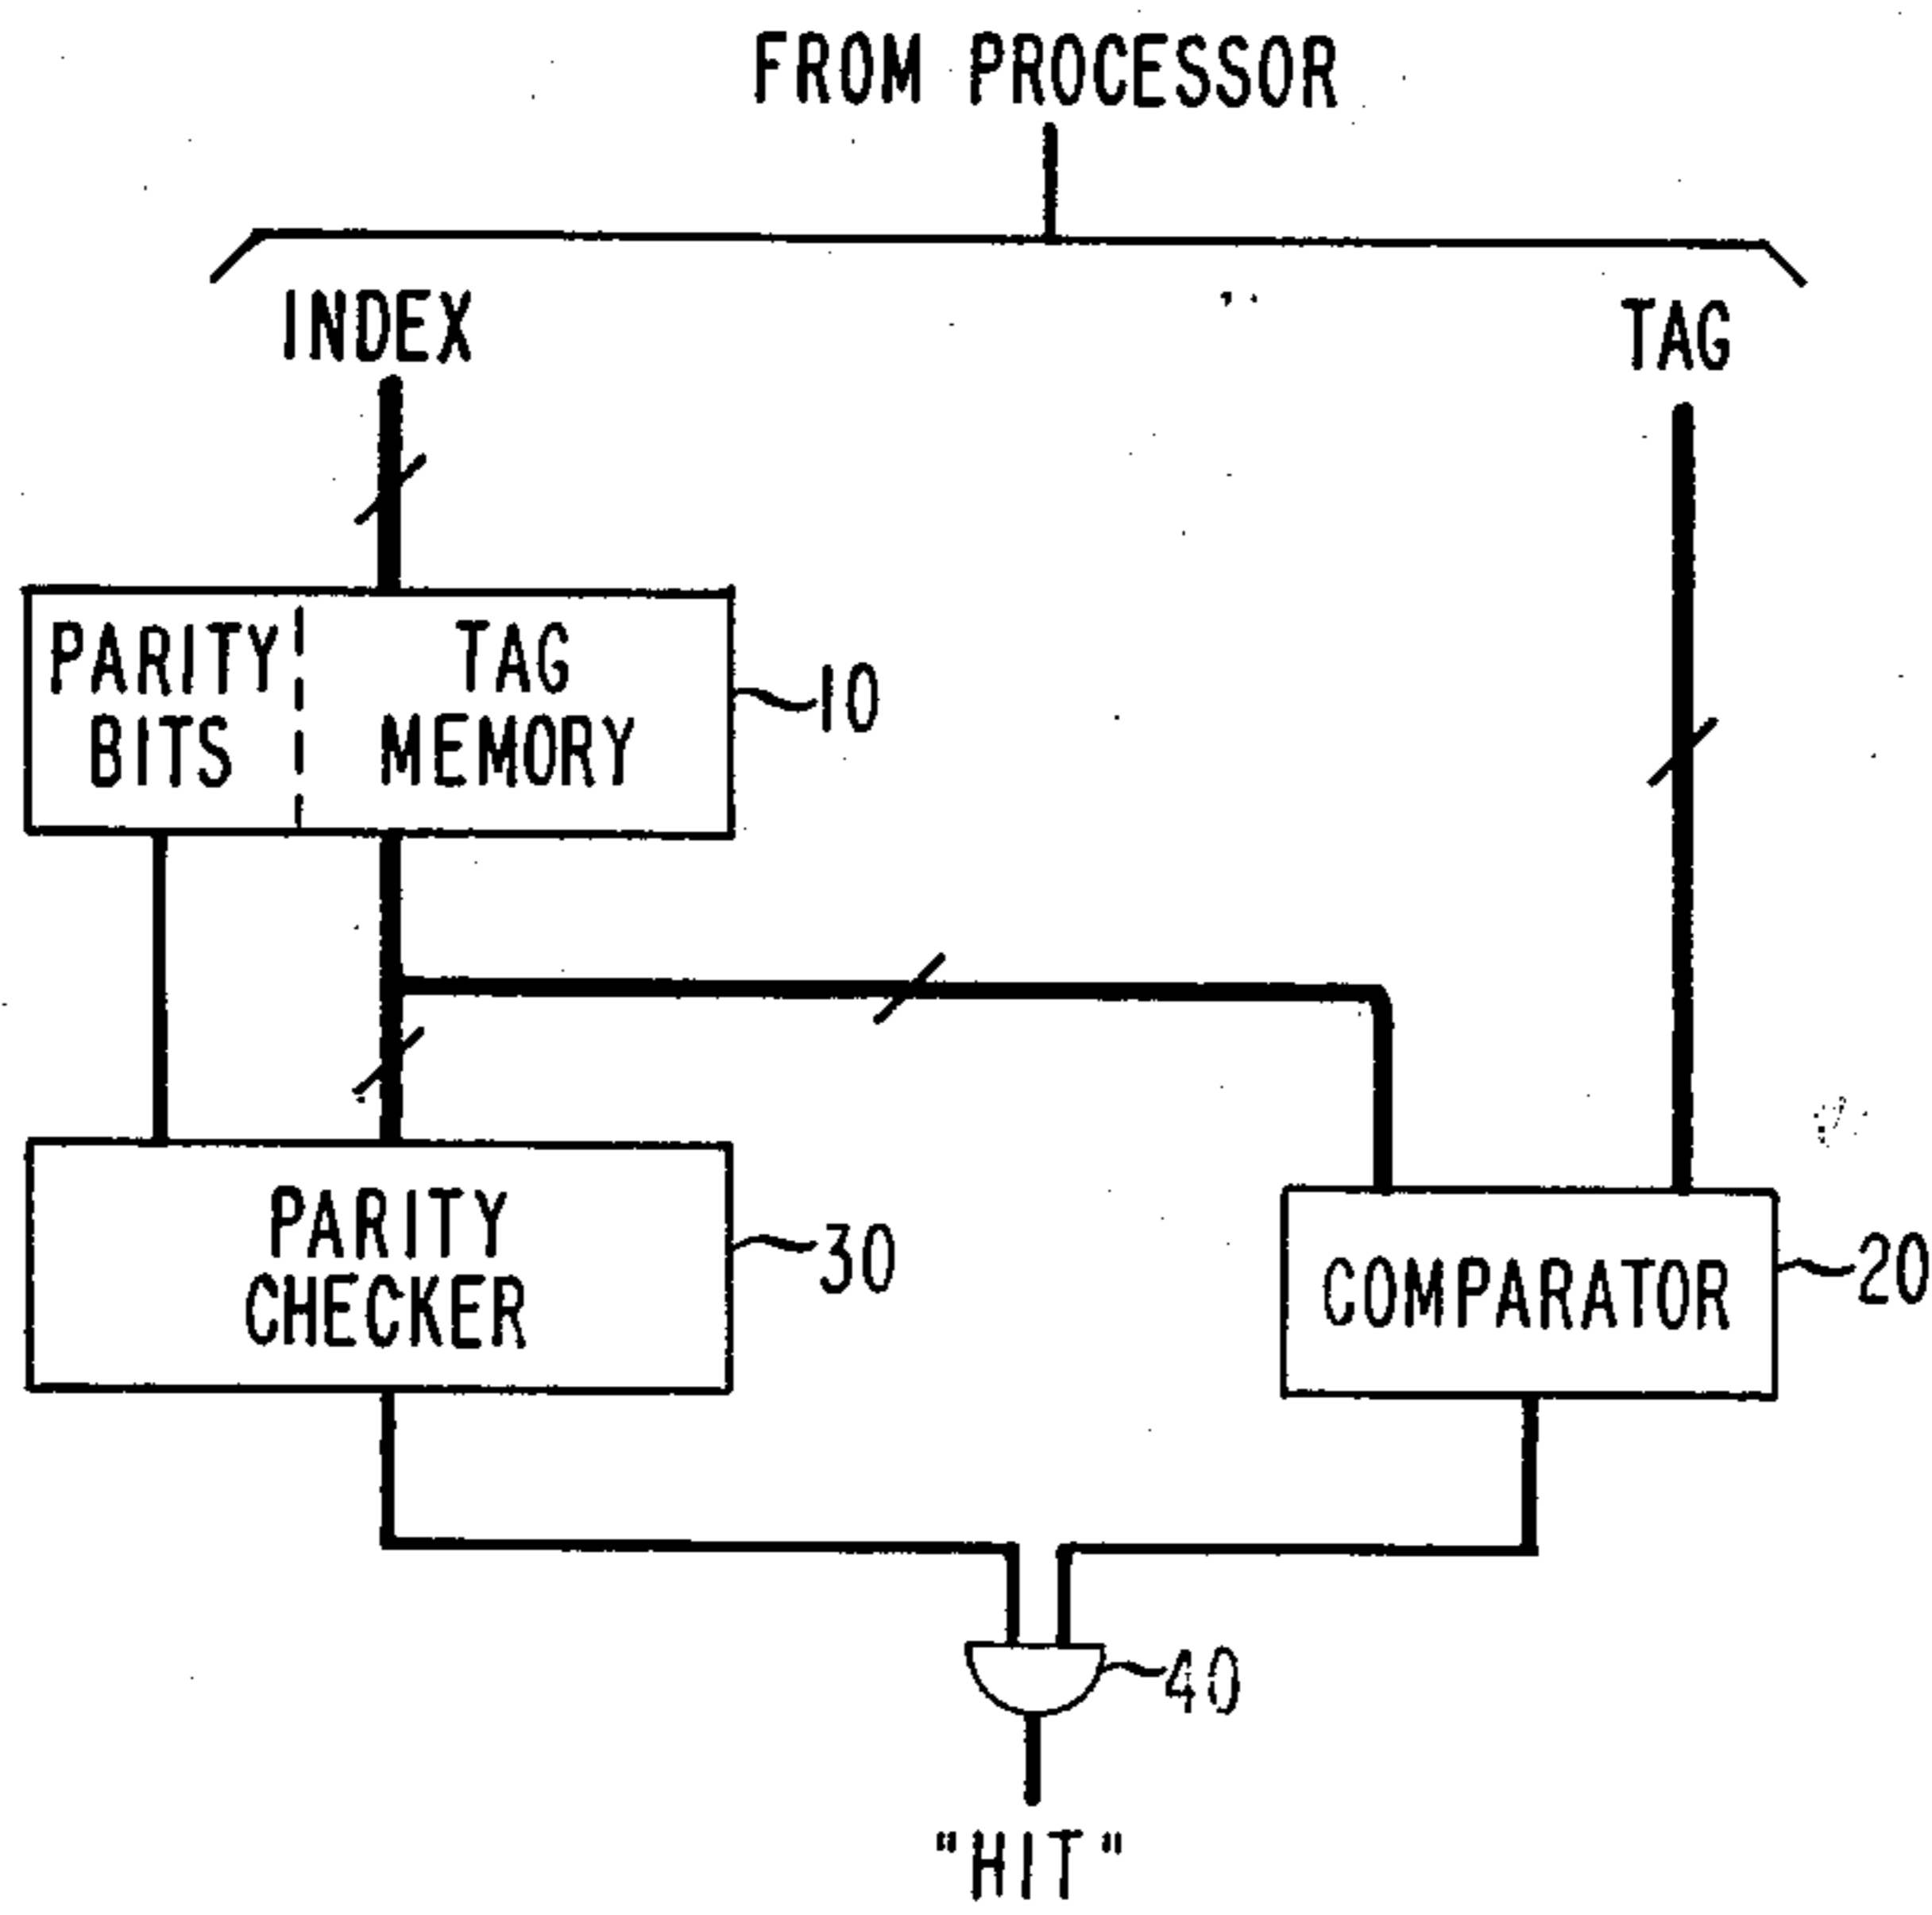 FROM PROCESSOR
INDEX
TAG
PARITY
BITS
TAG
MEMORY
10
PARITY
CHECKER
30
COMPARATOR
20
40
"HIT"